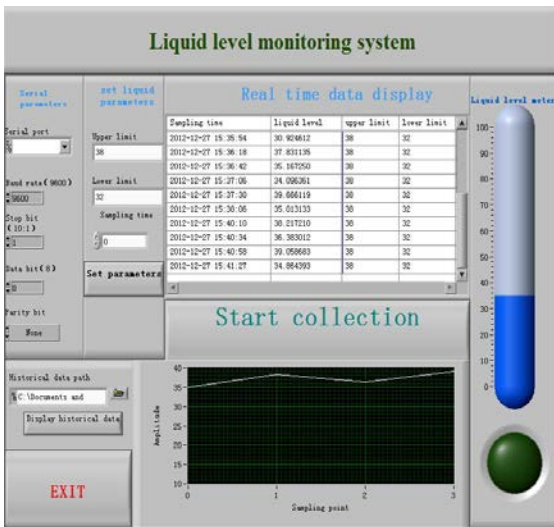 Liquid level monitoring system
Serial parameters
set liquid parameters
Real time data display
Liquid level meter
Serial port
Baud rate(9600)
9600
Stop bit (10:1)
1
Data bit(8)
8
Parity bit
None
Upper limit
38
Lower limit
32
Sampling time
0
Set parameters
Sampling time liquid level upper limit lower limit
2012-12-27 15:35:54 30.924612 38 32
2012-12-27 15:36:18 37.831135 38 32
2012-12-27 15:36:42 35.167250 38 32
2012-12-27 15:37:06 34.096361 38 32
2012-12-27 15:37:30 39.666119 38 32
2012-12-27 15:38:06 35.013133 38 32
2012-12-27 15:40:10 38.217210 38 32
2012-12-27 15:40:34 36.383012 38 32
2012-12-27 15:40:58 39.058683 38 32
2012-12-27 15:41:27 34.864393 38 32
100
90
80
70
60
50
40
30
20
10
0
Start collection
Historical data path
C:\Documents and
Display historical data
EXIT
Amplitude
40
35
30
25
20
15
10
0 1 2 3
Sampling point